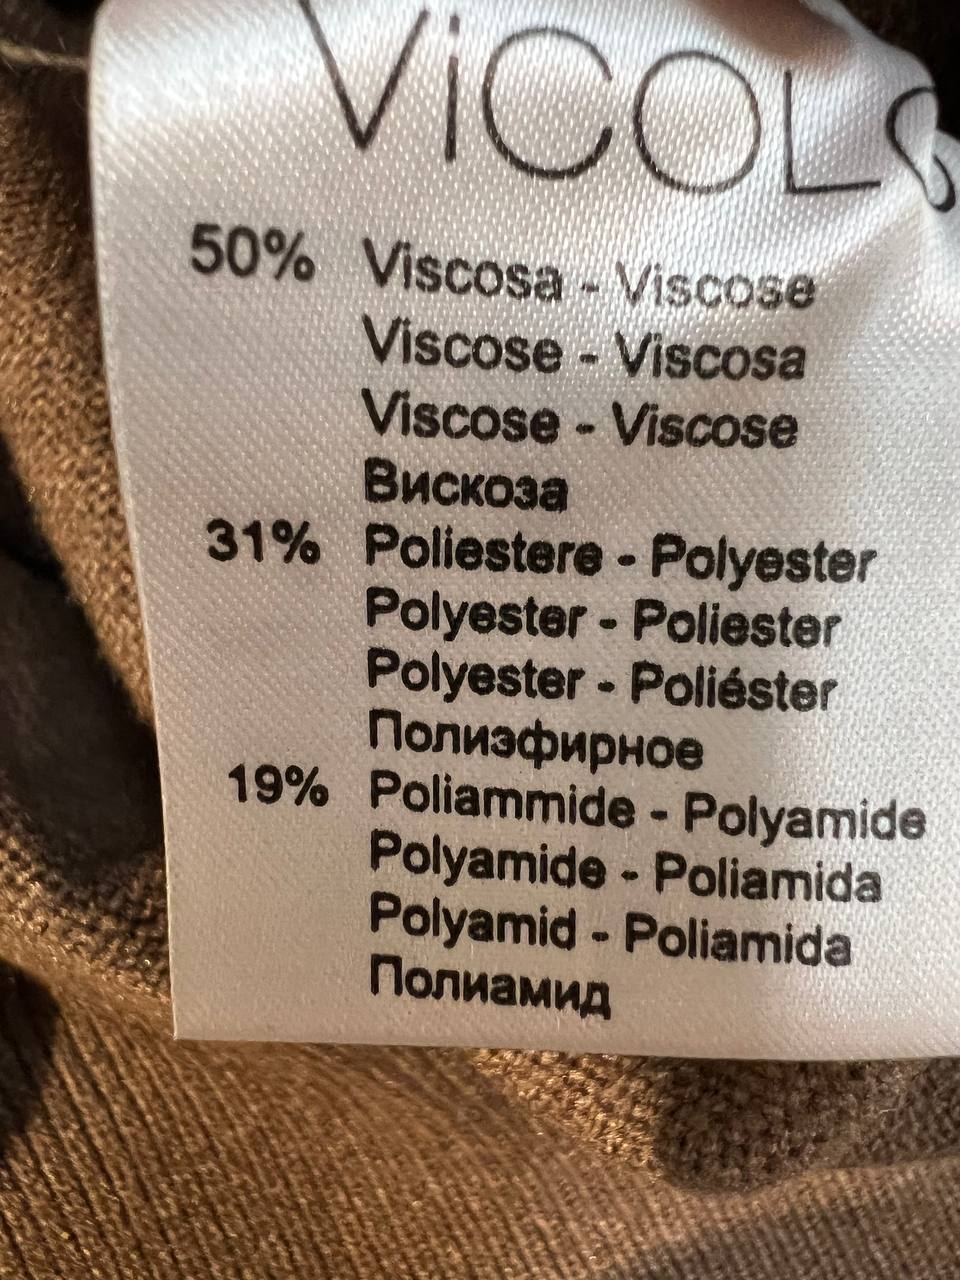 ViCOLO
50% Viscosa - Viscose
Viscose - Viscosa
Viscose - Viscose
Вискоза
31% Poliestere - Polyester
Polyester - Poliester
Polyester - Poliéster
Полиэфирное
19% Poliammide - Polyamide
Polyamide - Poliamida
Polyamid - Poliamida
Полиамид